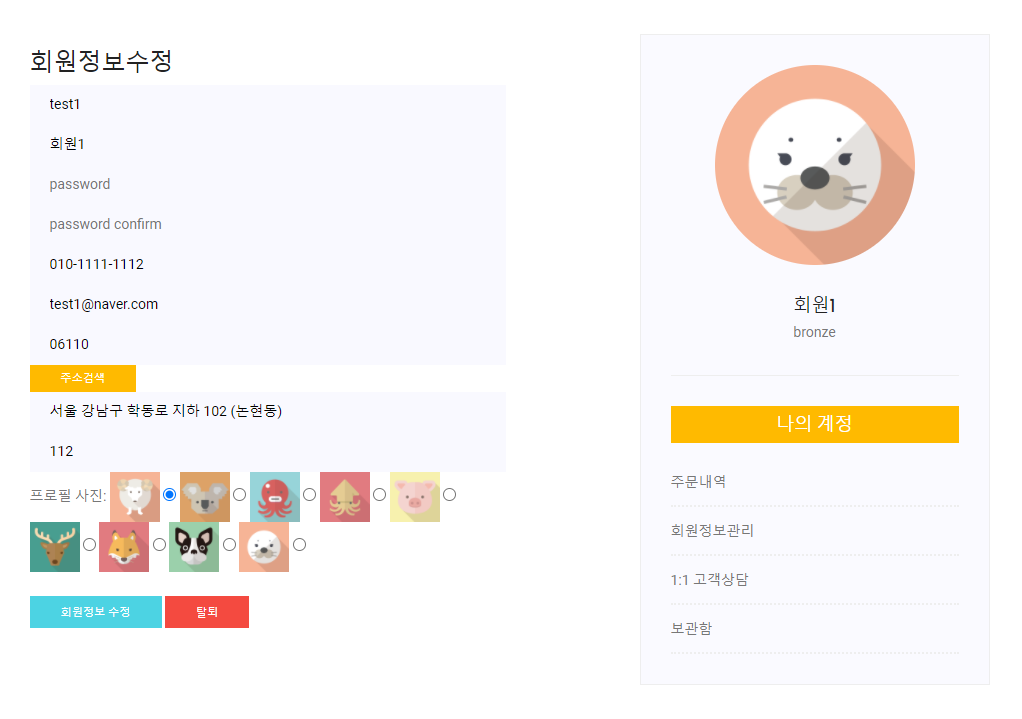 회원정보수정
test1
회원1
password
password confirm
010-1111-1112
test1@naver.com
06110
주소검색
서울 강남구 학동로 지하 102 (논현동)
112
프로필 사진:
회원정보 수정 탈퇴
회원1
bronze
나의 계정
주문내역
회원정보관리
1:1 고객상담
보관함